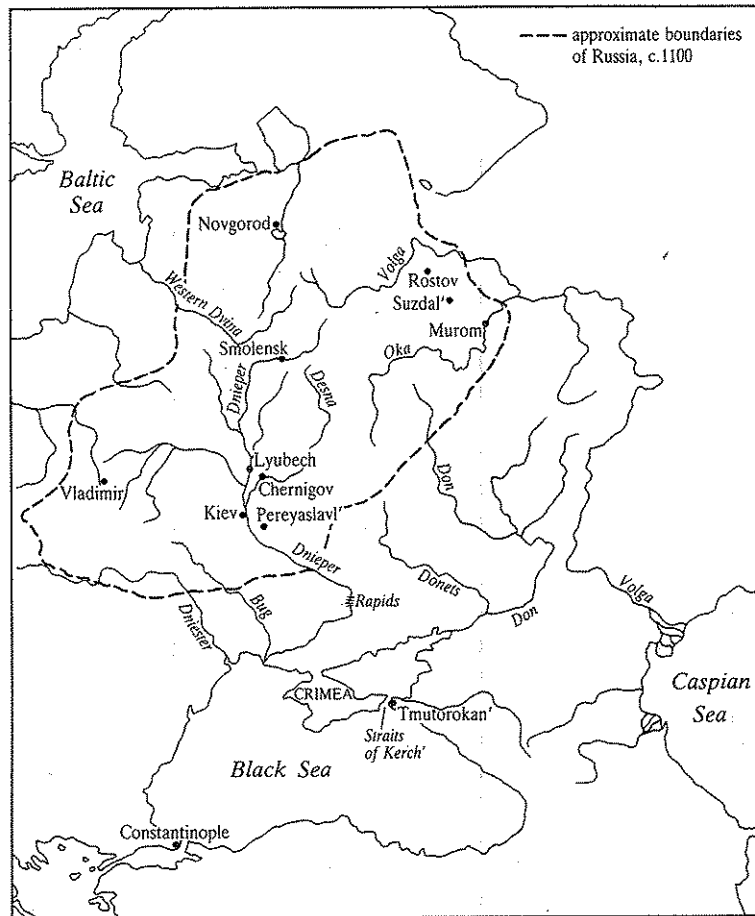 approximate boundaries
of Russia, c.1100
Baltic
Sea
Novgorod
Volga
Rostov
Suzdal'
Western Dvina
Murom
Smolensk
Oka
Dnieper
Desna
Lyubech
Don
Vladimir
Chernigov
Kiev
Pereyaslavl
Dnieper
Donets
Volga
Rapids
Bug
Don
Dniester
CRIMEA
Caspian
Sea
Tmutorokan'
Straits
of Kerch'
Black Sea
Constantinople